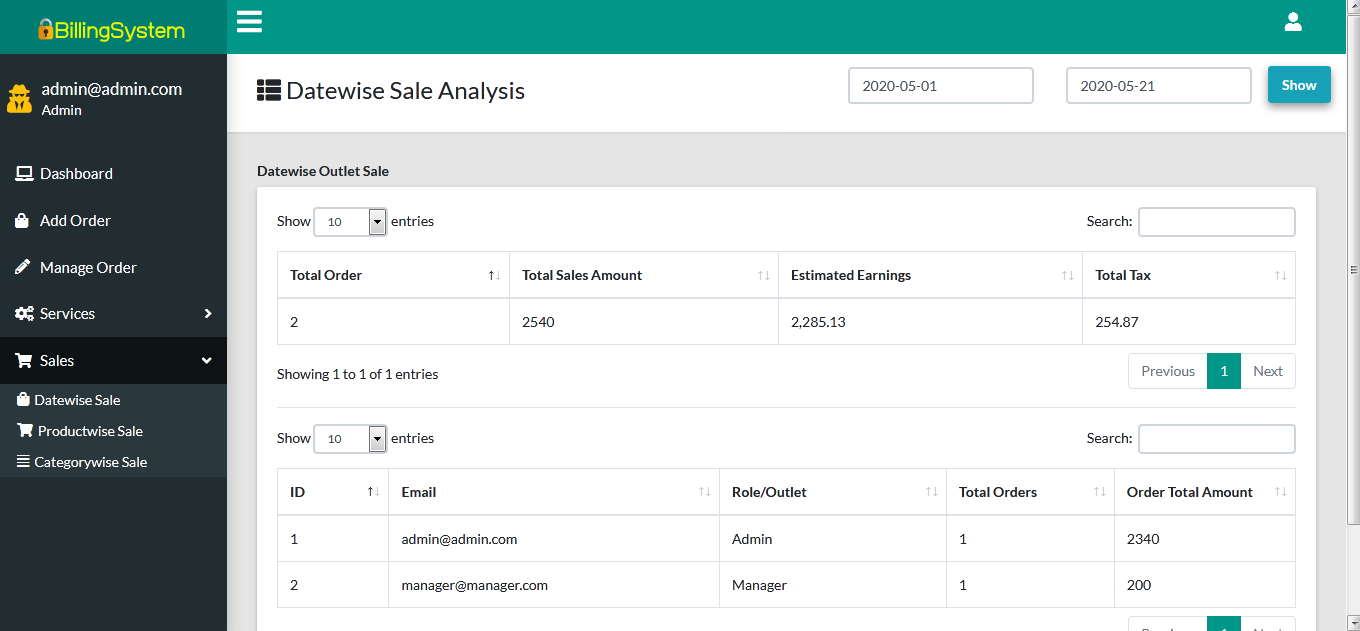 BillingSystem
admin@admin.com
Admin
Dashboard
Add Order
Manage Order
Services
Sales
Datewise Sale
Productwise Sale
Categorywise Sale
Datewise Sale Analysis
2020-05-01
2020-05-21
Show
Datewise Outlet Sale
Show 10 entries
Search:
Total Order Total Sales Amount Estimated Earnings Total Tax
2 2540 2,285.13 254.87
Showing 1 to 1 of 1 entries
Previous 1 Next
Show 10 entries
Search:
ID Email Role/Outlet Total Orders Order Total Amount
1 admin@admin.com Admin 1 2340
2 manager@manager.com Manager 1 200